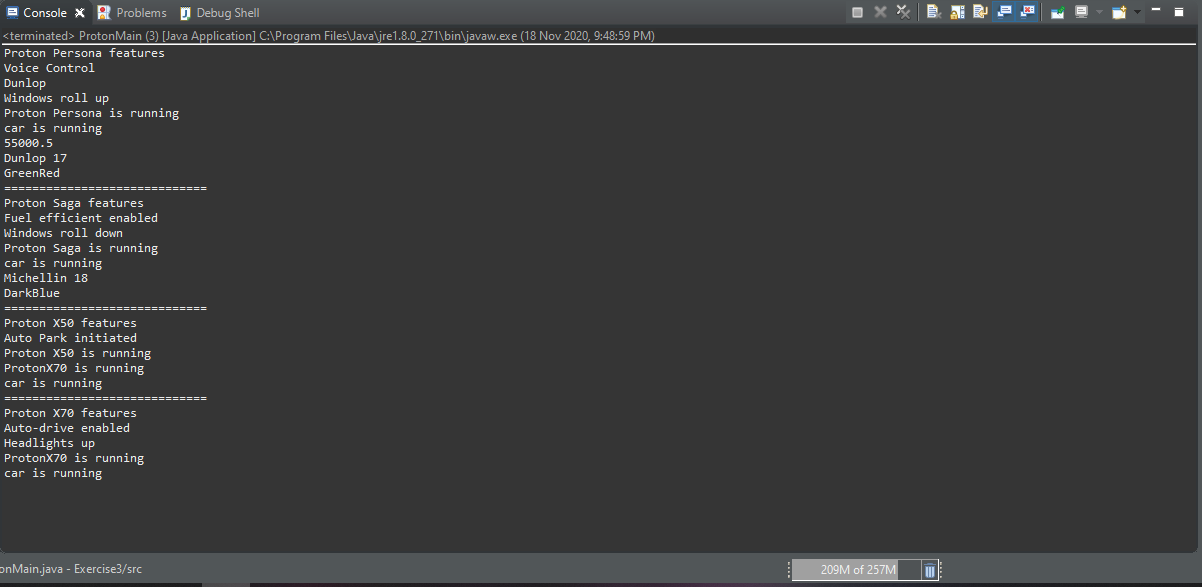 Console Problems Debug Shell
<terminated> ProtonMain (3) [Java Application] C:\Program Files\Java\jre1.8.0_271\bin\javaw.exe (18 Nov 2020, 9:48:59 PM)
Proton Persona features
Voice Control
Dunlop
Windows roll up
Proton Persona is running
car is running
55000.5
Dunlop 17
GreenRed
=============================
Proton Saga features
Fuel efficient enabled
Windows roll down
Proton Saga is running
car is running
Michellin 18
DarkBlue
=============================
Proton X50 features
Auto Park initiated
Proton X50 is running
ProtonX70 is running
car is running
=============================
Proton X70 features
Auto-drive enabled
Headlights up
ProtonX70 is running
car is running
onMain.java - Exercise3/src 209M of 257M